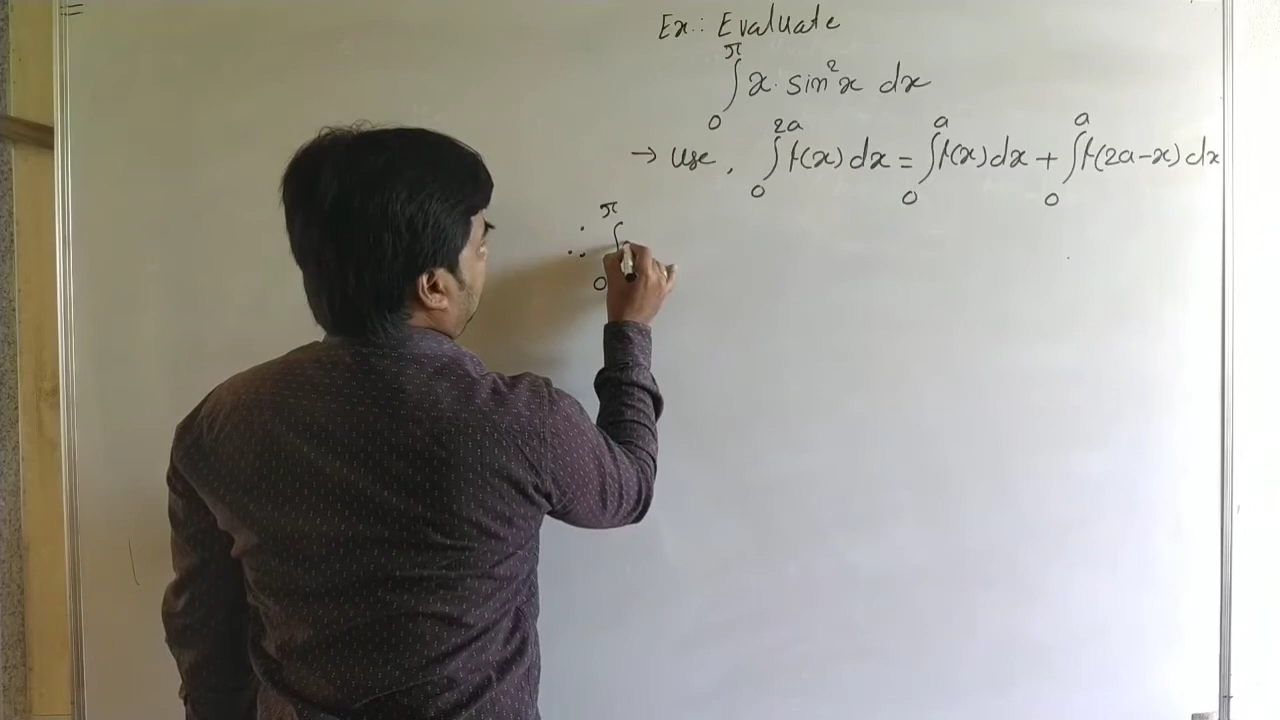 Ex.: Evaluate
∫₀^π x · sin²x dx
→ Use, ∫₀^{2a} f(x) dx = ∫₀^a f(x) dx + ∫₀^a f(2a-x) dx
∴ ∫₀^π